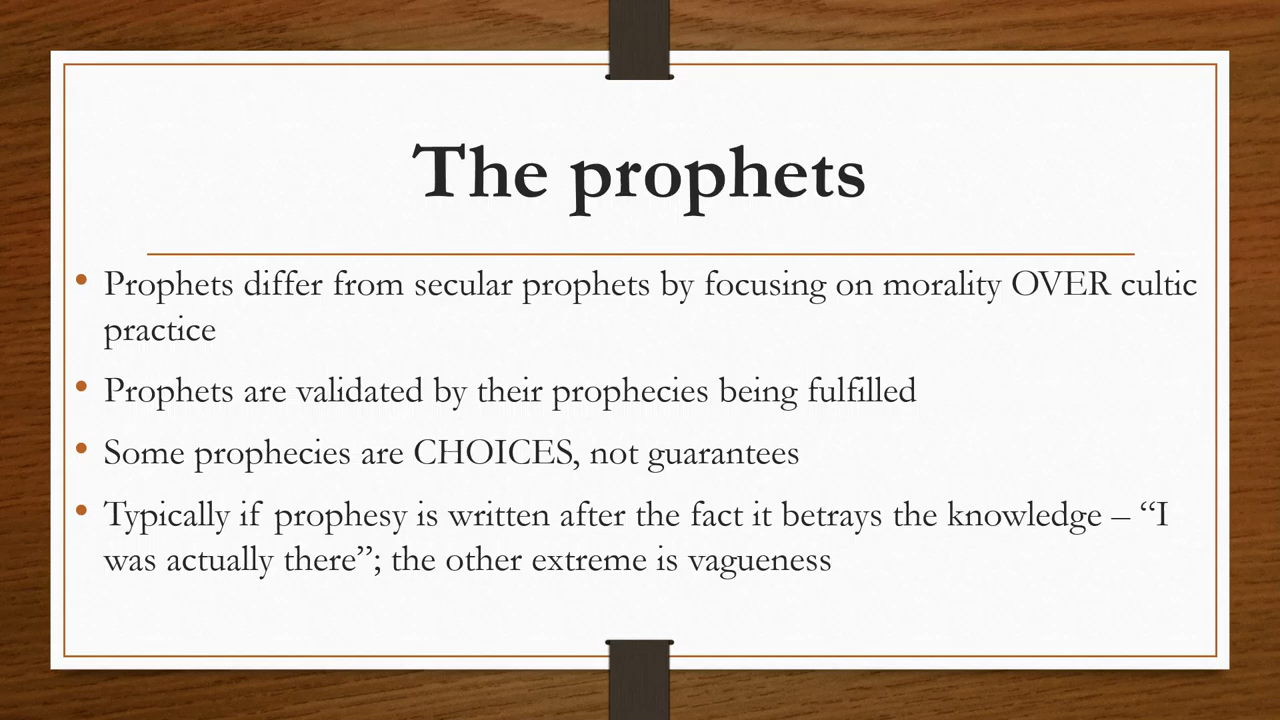 The prophets
• Prophets differ from secular prophets by focusing on morality OVER cultic
practice
• Prophets are validated by their prophecies being fulfilled
• Some prophecies are CHOICES, not guarantees
• Typically if prophesy is written after the fact it betrays the knowledge – “I
was actually there”; the other extreme is vagueness